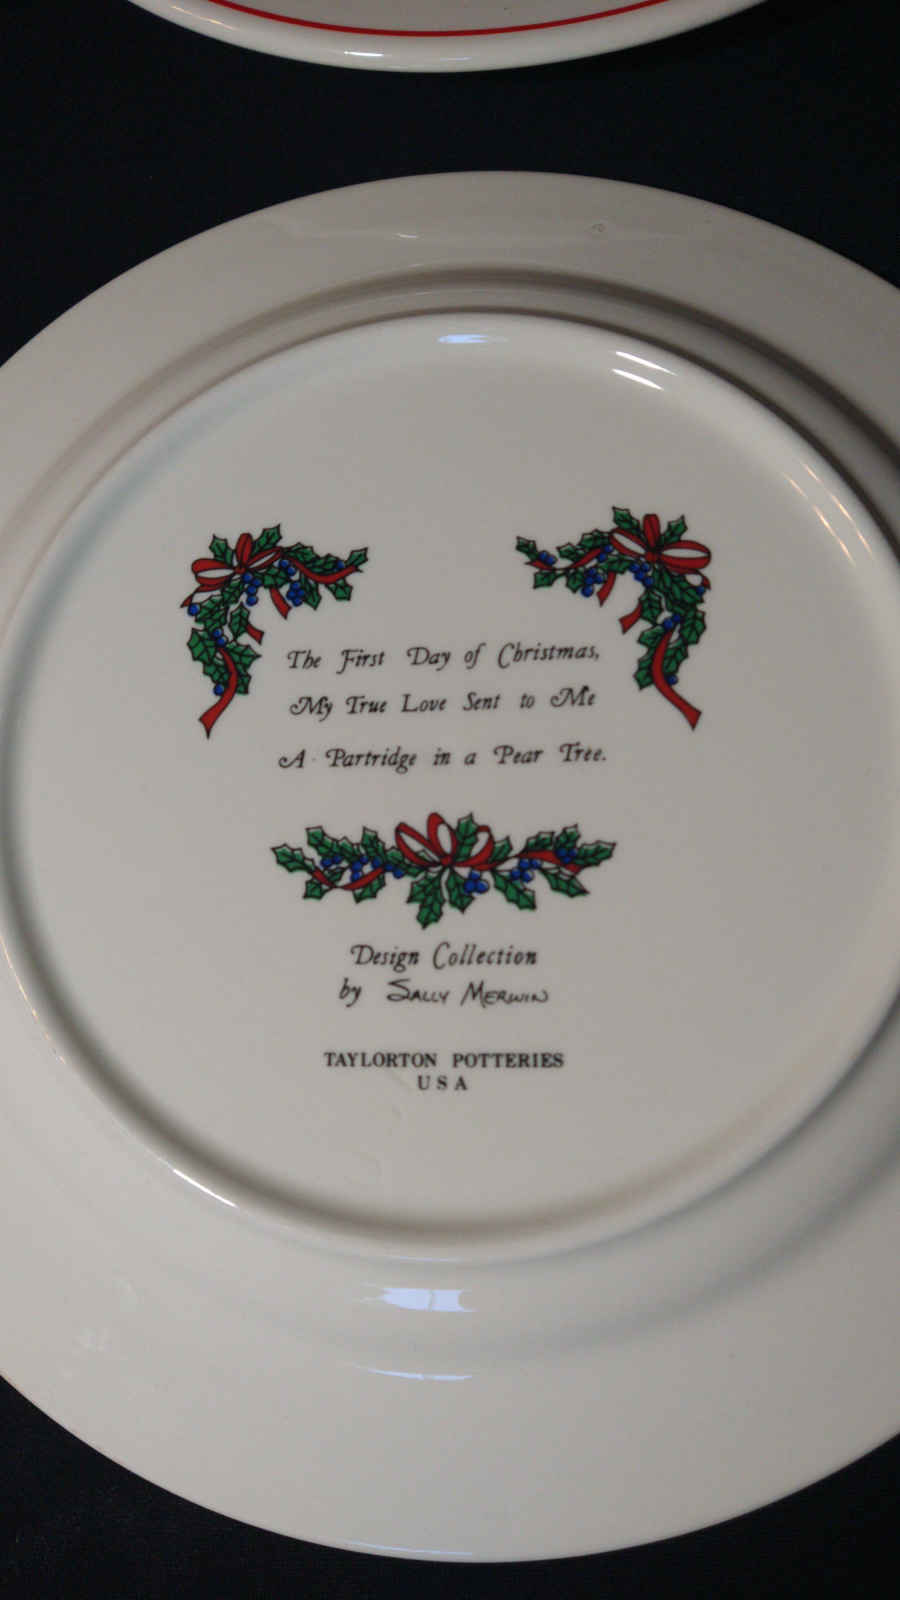 The First Day of Christmas,
My True Love Sent to Me
A Partridge in a Pear Tree.
Design Collection
by Sally Merwin
TAYLORTON POTTERIES
USA